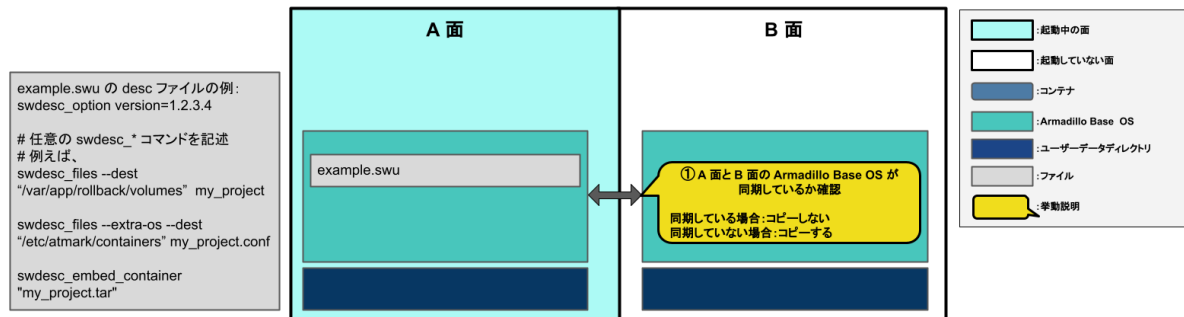 example.swu の desc ファイルの例:
swdesc_option version=1.2.3.4
# 任意の swdesc_* コマンドを記述
# 例えば、
swdesc_files --dest
“/var/app/rollback/volumes” my_project
swdesc_files --extra-os --dest
“/etc/atmark/containers” my_project.conf
swdesc_embed_container
"my_project.tar"
A 面
example.swu
B 面
①A 面とB 面の Armadillo Base OS が
同期しているか確認
同期している場合:コピーしない
同期していない場合:コピーする
:起動中の面
:起動していない面
:コンテナ
:Armadillo Base OS
:ユーザーデータディレクトリ
:ファイル
:挙動説明